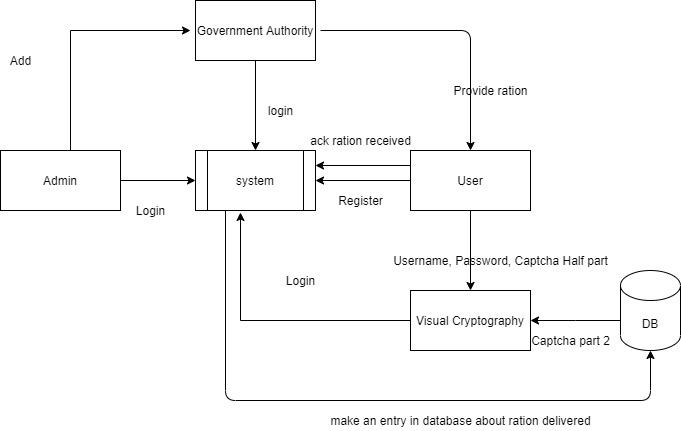 Government Authority
Add
Provide ration
login
ack ration received
Admin
system
User
Login
Register
Username, Password, Captcha Half part
Login
Visual Cryptography
DB
Captcha part 2
make an entry in database about ration delivered